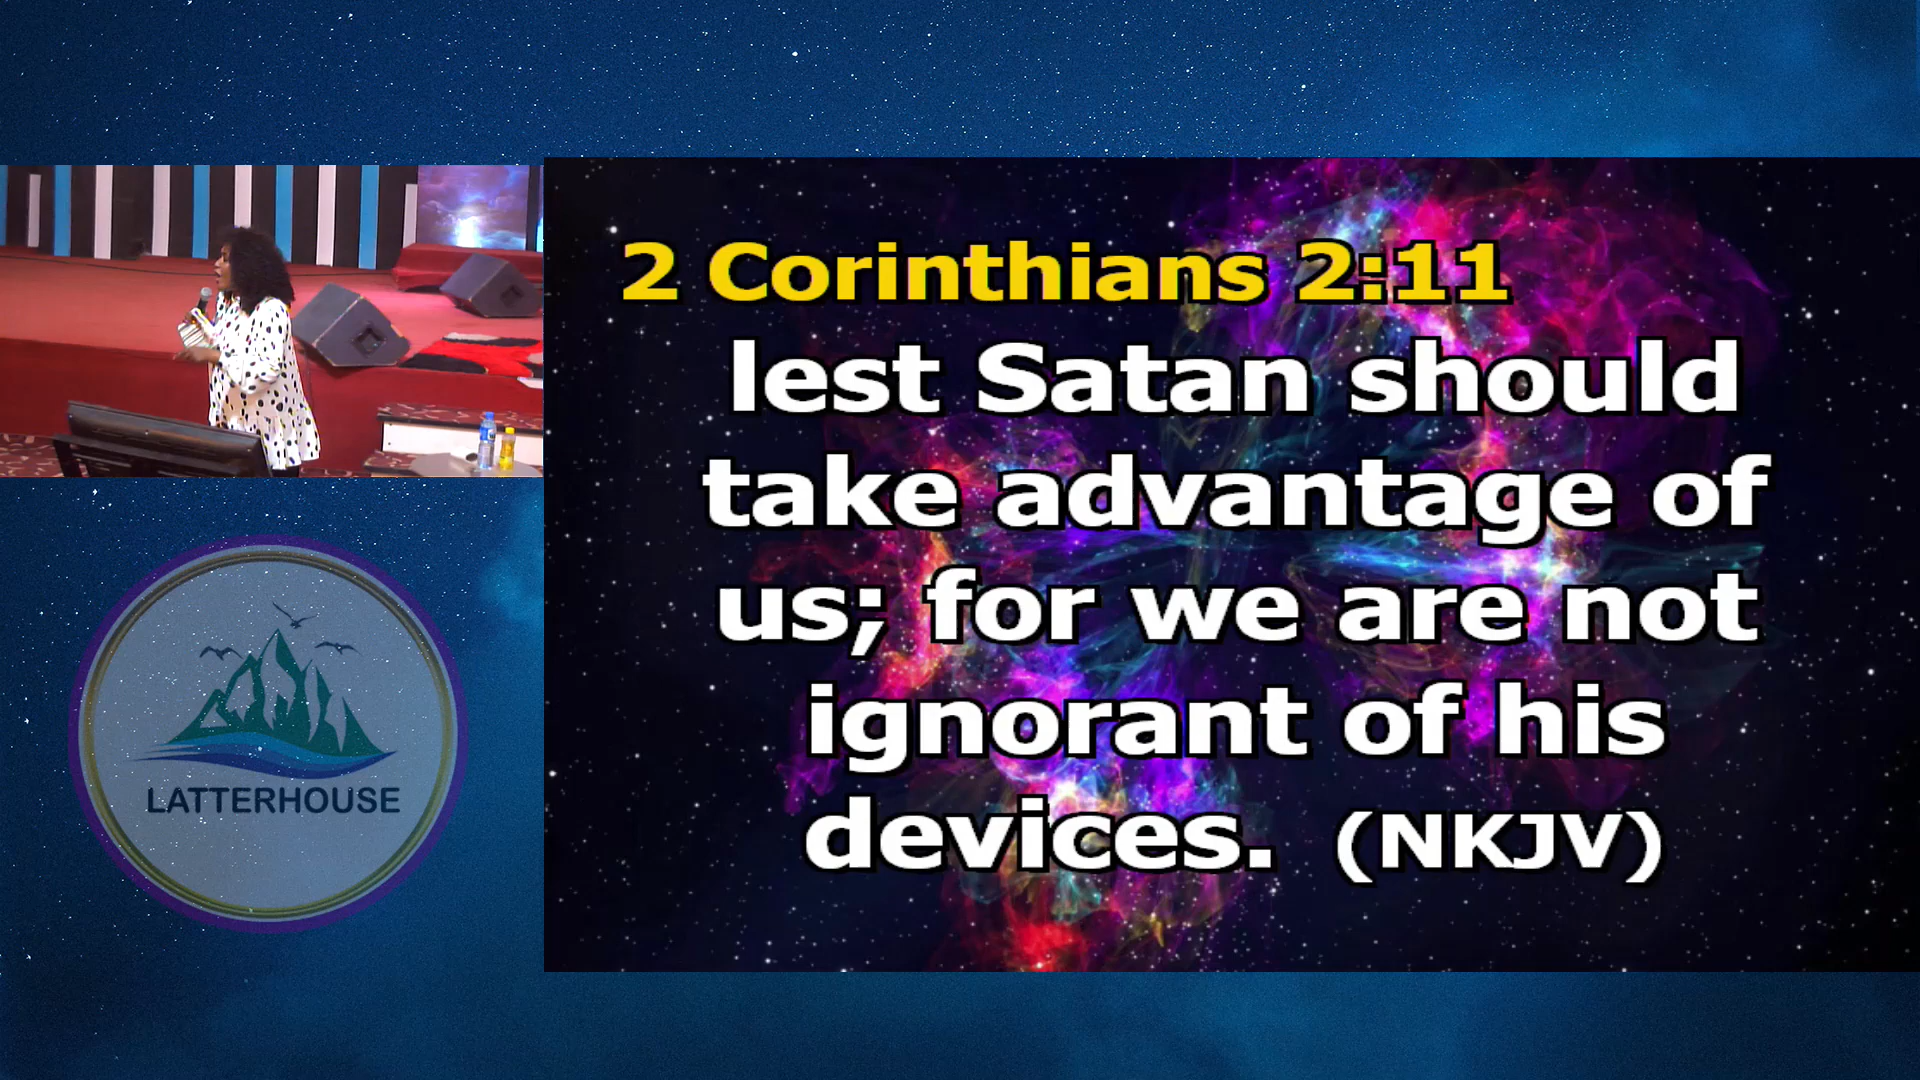 2 Corinthians 2:11
lest Satan should
take advantage of
us; for we are not
ignorant of his
devices. (NKJV)
LATTERHOUSE